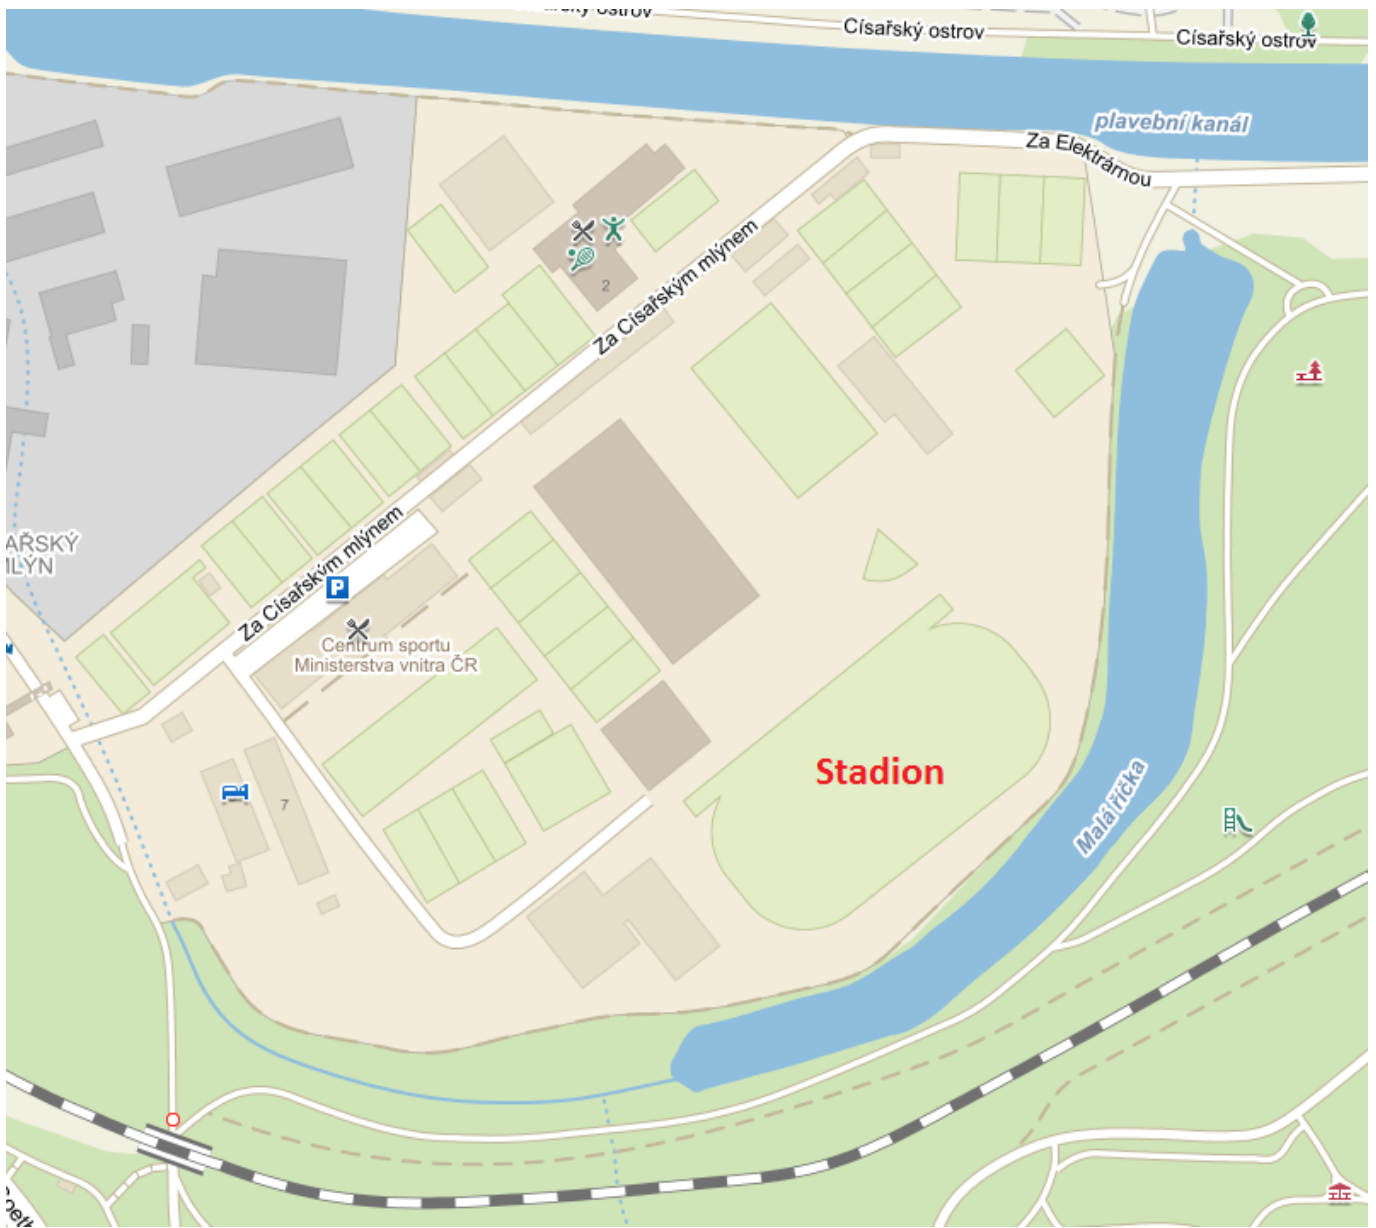 Císařský ostrov
Císařský ostrov
plavební kanál
Za Elektrárnou
Za Císařským mlýnem
2
Za Císařským mlýnem
P
Centrum sportu
Ministerstva vnitra ČR
Stadion
Malá říčka
7
MLÝN